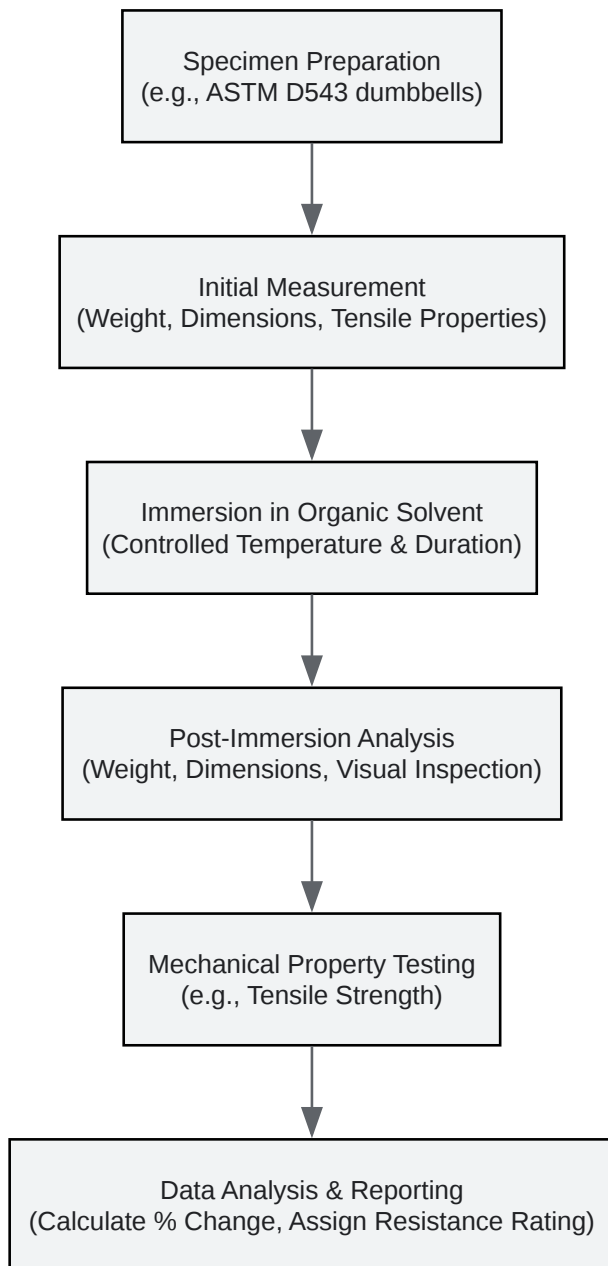 Specimen Preparation
(e.g., ASTM D543 dumbbells)
Initial Measurement
(Weight, Dimensions, Tensile Properties)
Immersion in Organic Solvent
(Controlled Temperature & Duration)
Post-Immersion Analysis
(Weight, Dimensions, Visual Inspection)
Mechanical Property Testing
(e.g., Tensile Strength)
Data Analysis & Reporting
(Calculate % Change, Assign Resistance Rating)